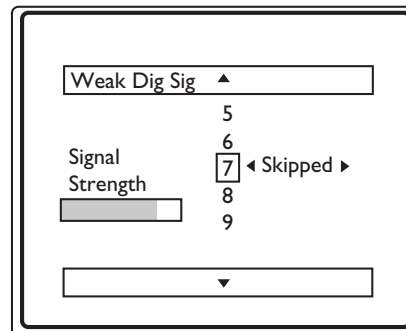 Weak Dig Sig ▲
5
6
Signal
Strength
7 ◀ Skipped ▶
8
9
▼